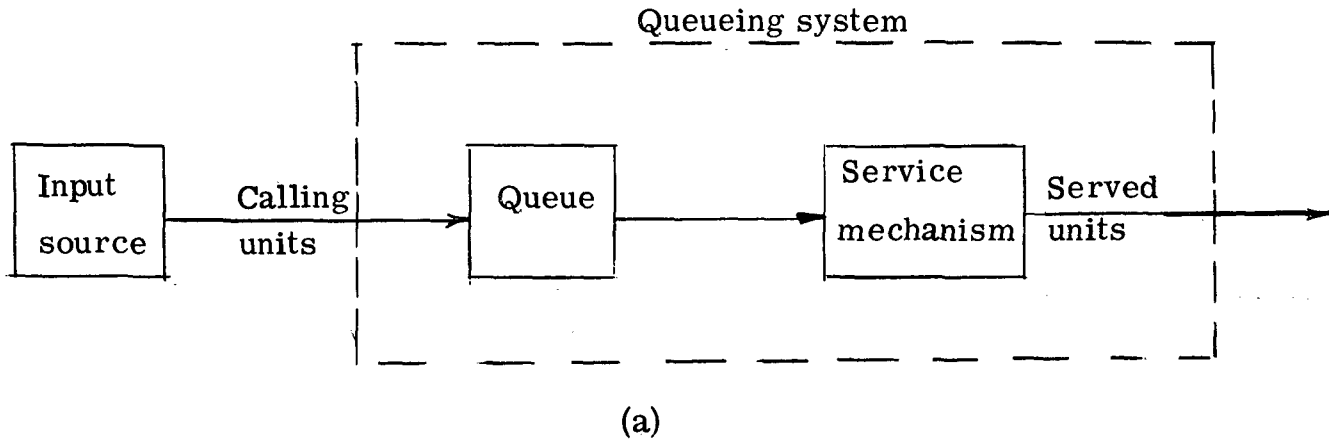 Queueing system
Input
source
Calling
units
Queue
Service
mechanism
Served
units
(a)